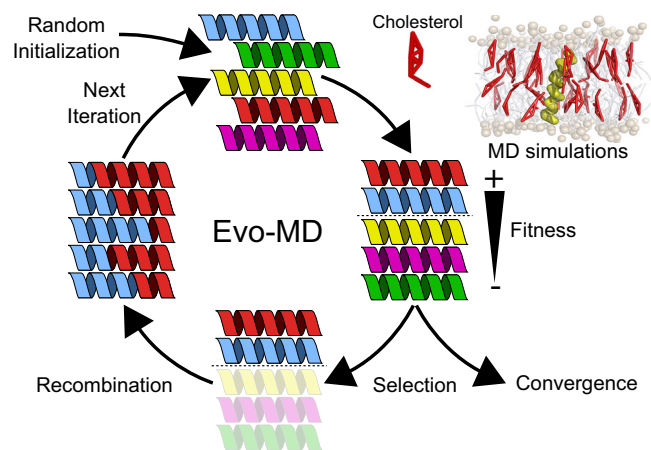 Random
Initialization
Cholesterol
Next
Iteration
MD simulations
+
Evo-MD
Fitness
-
Recombination
Selection
Convergence